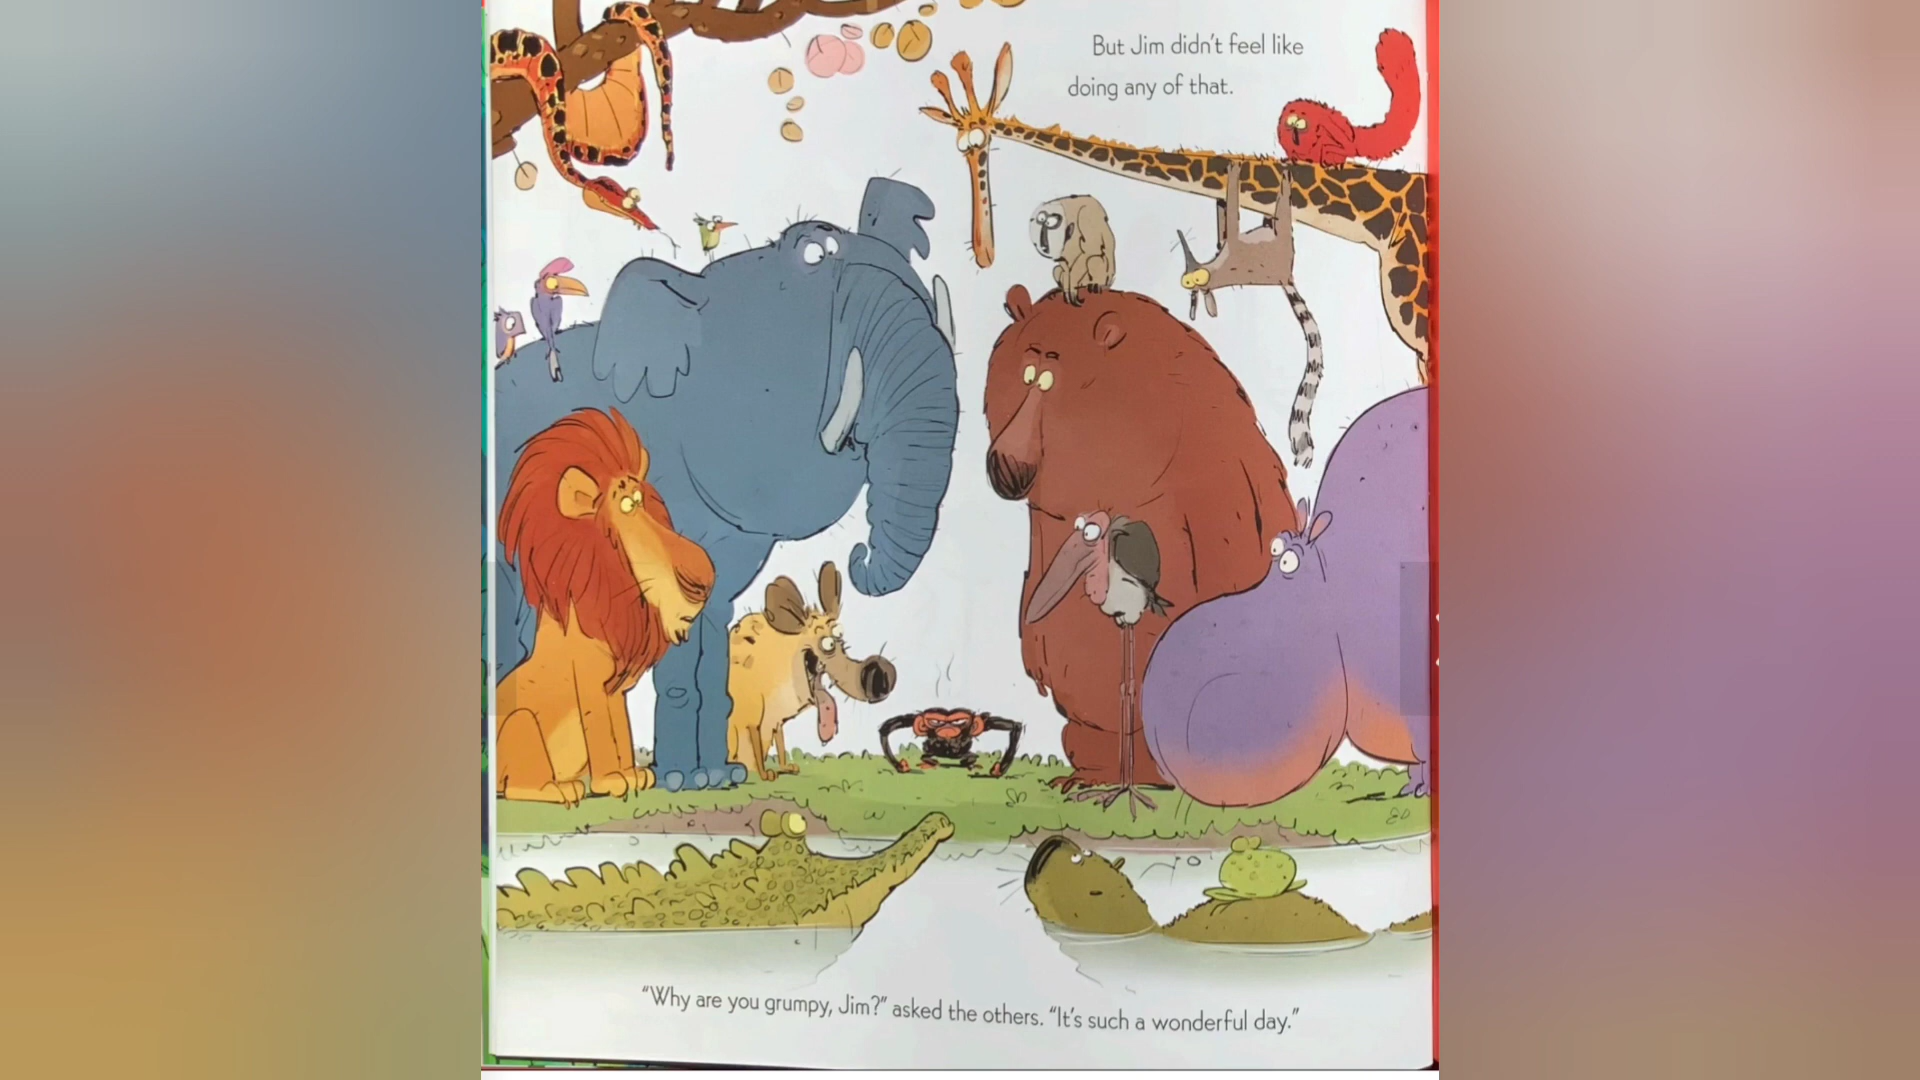 But Jim didn't feel like
doing any of that.
"Why are you grumpy, Jim?" asked the others. "It's such a wonderful day."